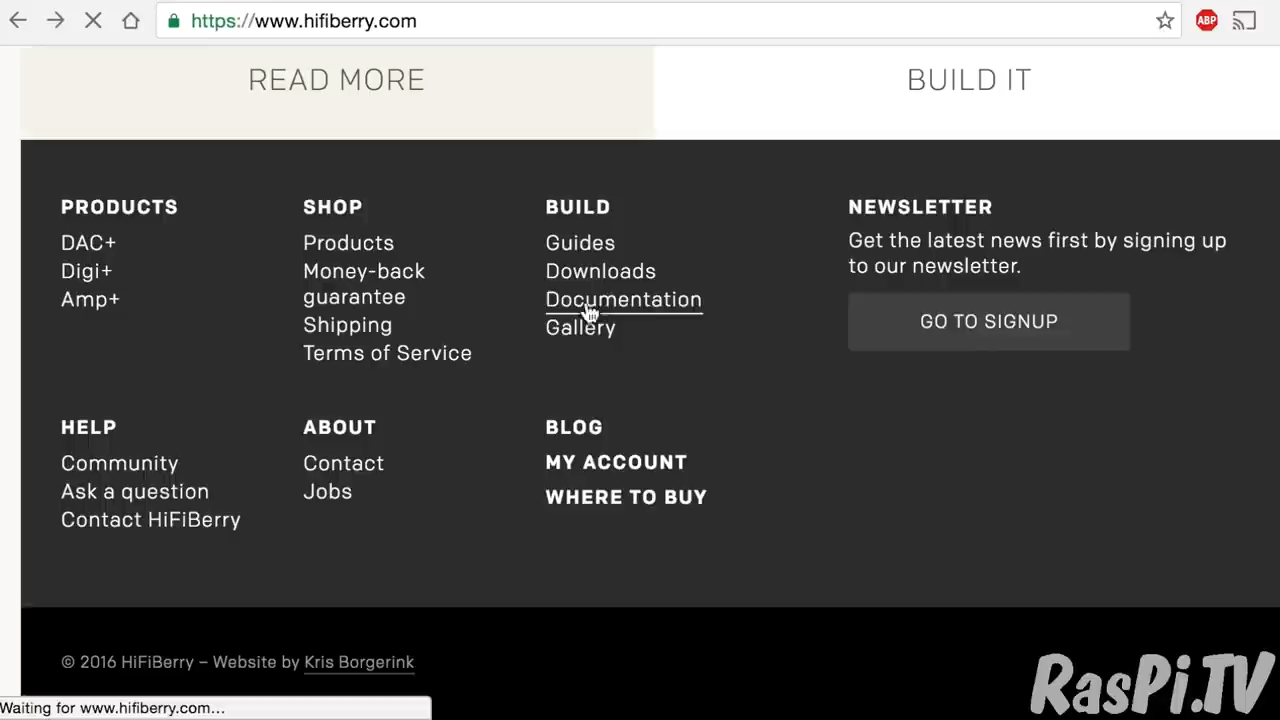 https://www.hifiberry.com
ABP
READ MORE
BUILD IT
PRODUCTS
DAC+
Digi+
Amp+
SHOP
Products
Money-back
guarantee
Shipping
Terms of Service
BUILD
Guides
Downloads
Documentation
Gallery
NEWSLETTER
Get the latest news first by signing up
to our newsletter.
GO TO SIGNUP
HELP
Community
Ask a question
Contact HiFiBerry
ABOUT
Contact
Jobs
BLOG
MY ACCOUNT
WHERE TO BUY
© 2016 HiFiBerry – Website by Kris Borgerink
RasPi.TV
Waiting for www.hifiberry.com...